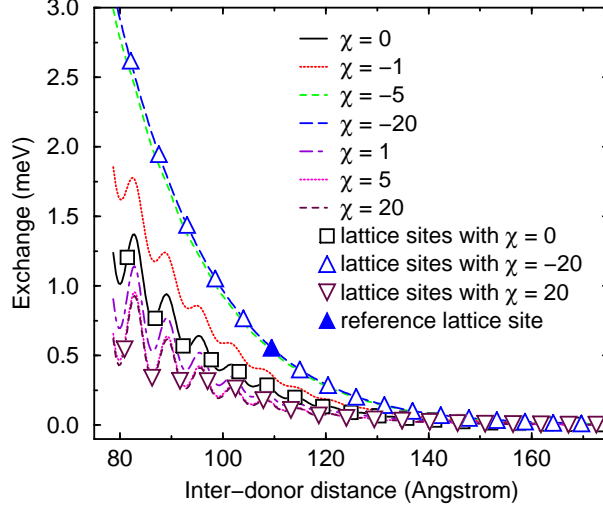 3.0
2.5
2.0
1.5
1.0
0.5
0.0
Exchange (meV)
χ = 0
χ = −1
χ = −5
χ = −20
χ = 1
χ = 5
χ = 20
lattice sites with χ = 0
lattice sites with χ = −20
lattice sites with χ = 20
reference lattice site
80 100 120 140 160
Inter−donor distance (Angstrom)